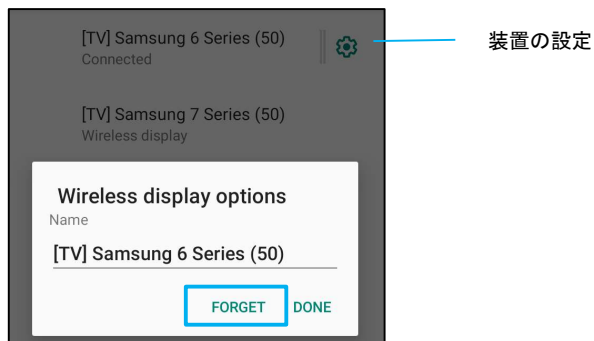 [TV] Samsung 6 Series (50)
Connected
装置の設定
[TV] Samsung 7 Series (50)
Wireless display
Wireless display options
Name
[TV] Samsung 6 Series (50)
FORGET DONE